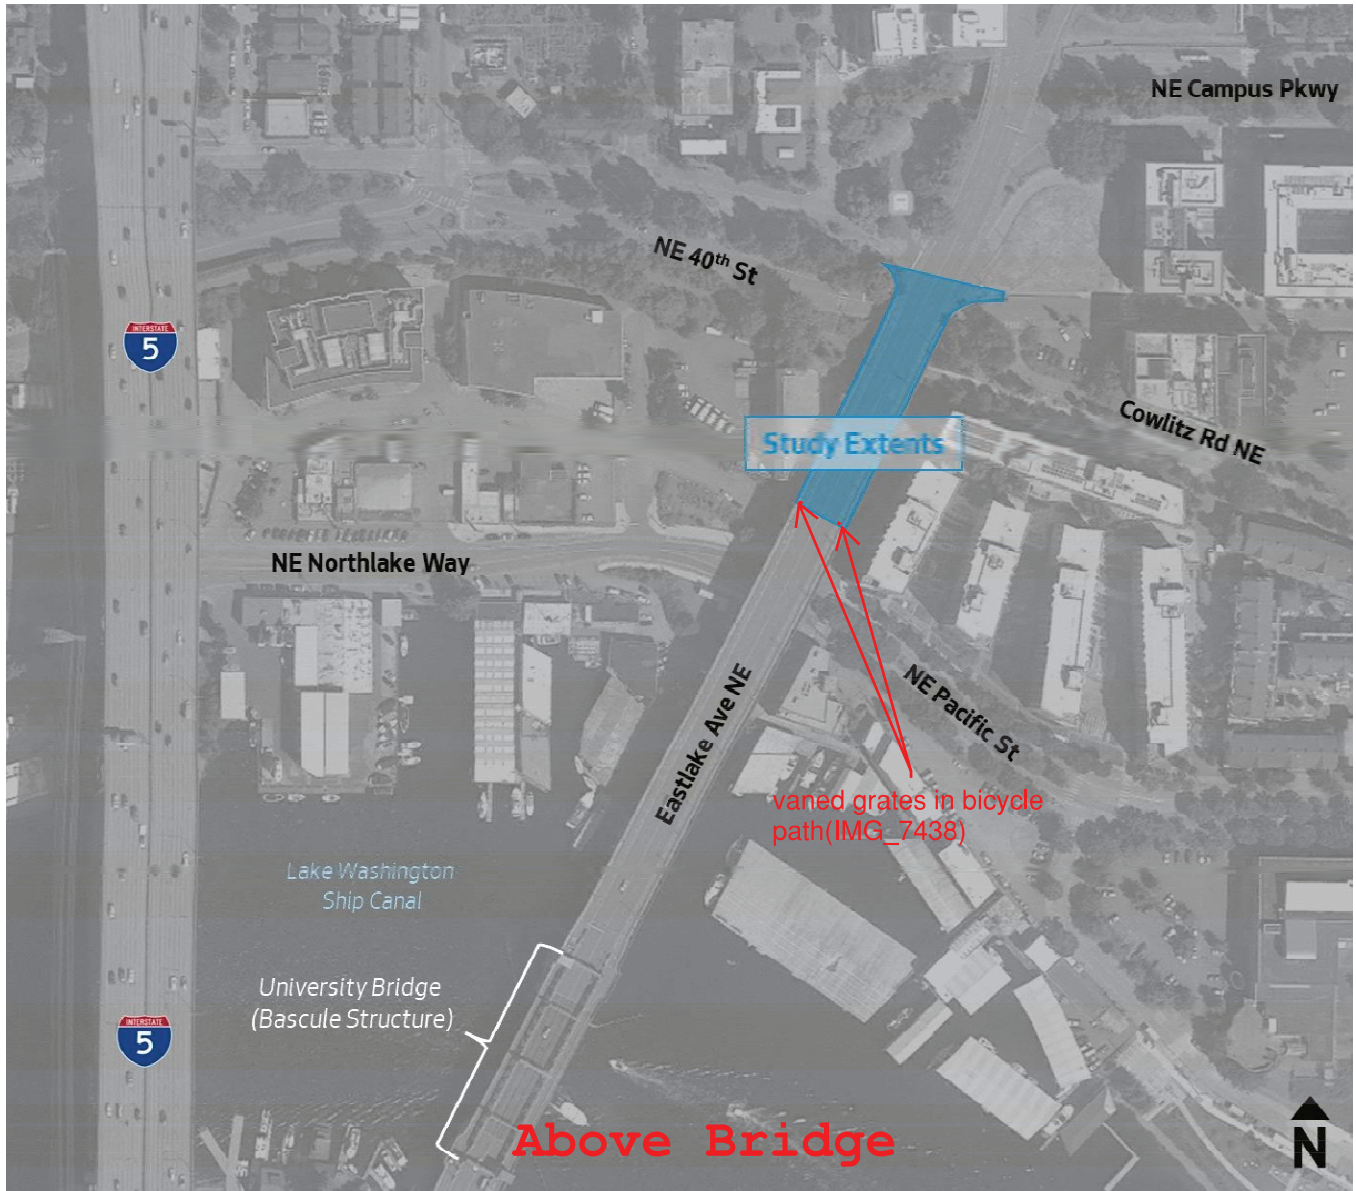 NE Campus Pkwy
NE 40th St
INTERSTATE
5
Cowlitz Rd NE
Study Extents
NE Northlake Way
Eastlake Ave NE
NE Pacific St
vaned grates in bicycle
path(IMG_7438)
Lake Washington
Ship Canal
University Bridge
(Bascule Structure)
INTERSTATE
5
Above Bridge
N